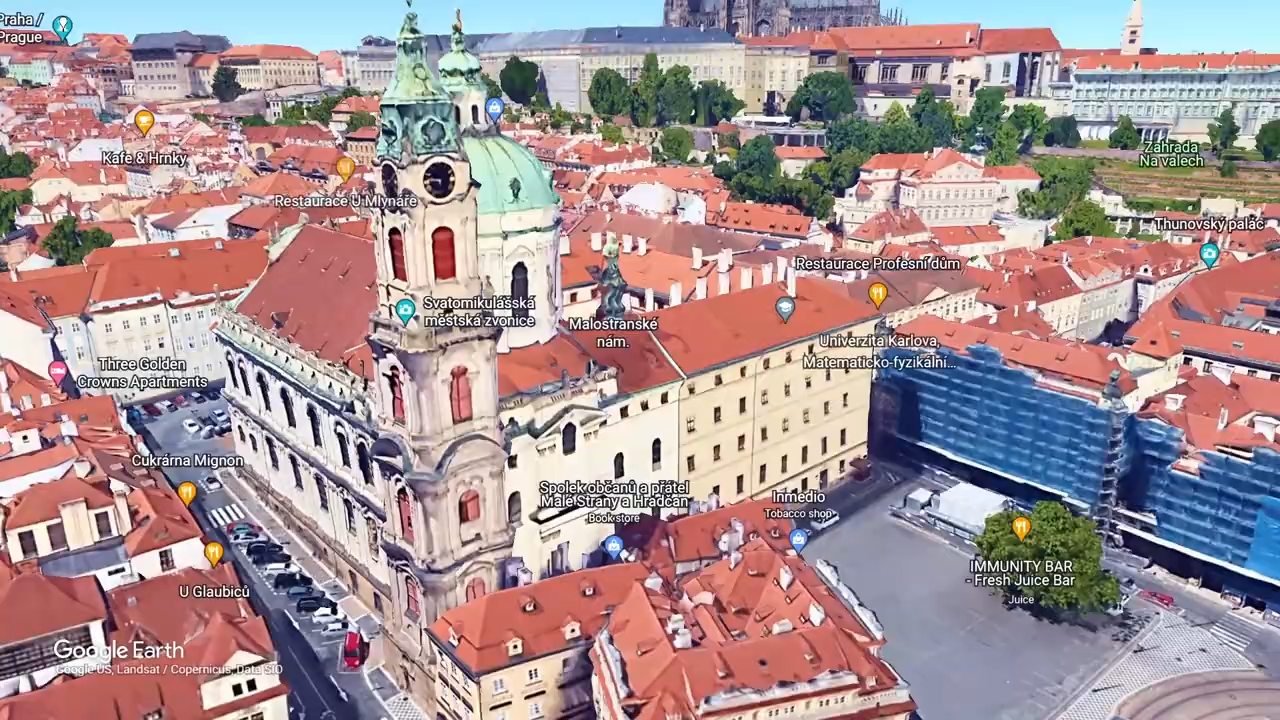 Praha /
Prague
Kafe & Hrnky
Restaurace U Mlynáře
Zahrada
Na Valech
Thunovský palác
Restaurace Profesní dům
Svatomikulášská
městská zvonice
Malostranské
nám.
Univerzita Karlova,
Matematicko-fyzikální...
Three Golden
Crowns Apartments
Cukrárna Mignon
Spolek občanů a přátel
Malé Strany a Hradčan
Book store
Inmedio
Tobacco shop
IMMUNITY BAR
- Fresh Juice Bar
Juice
U Glaubiců
Google Earth
Google US, Landsat / Copernicus, Data SIO